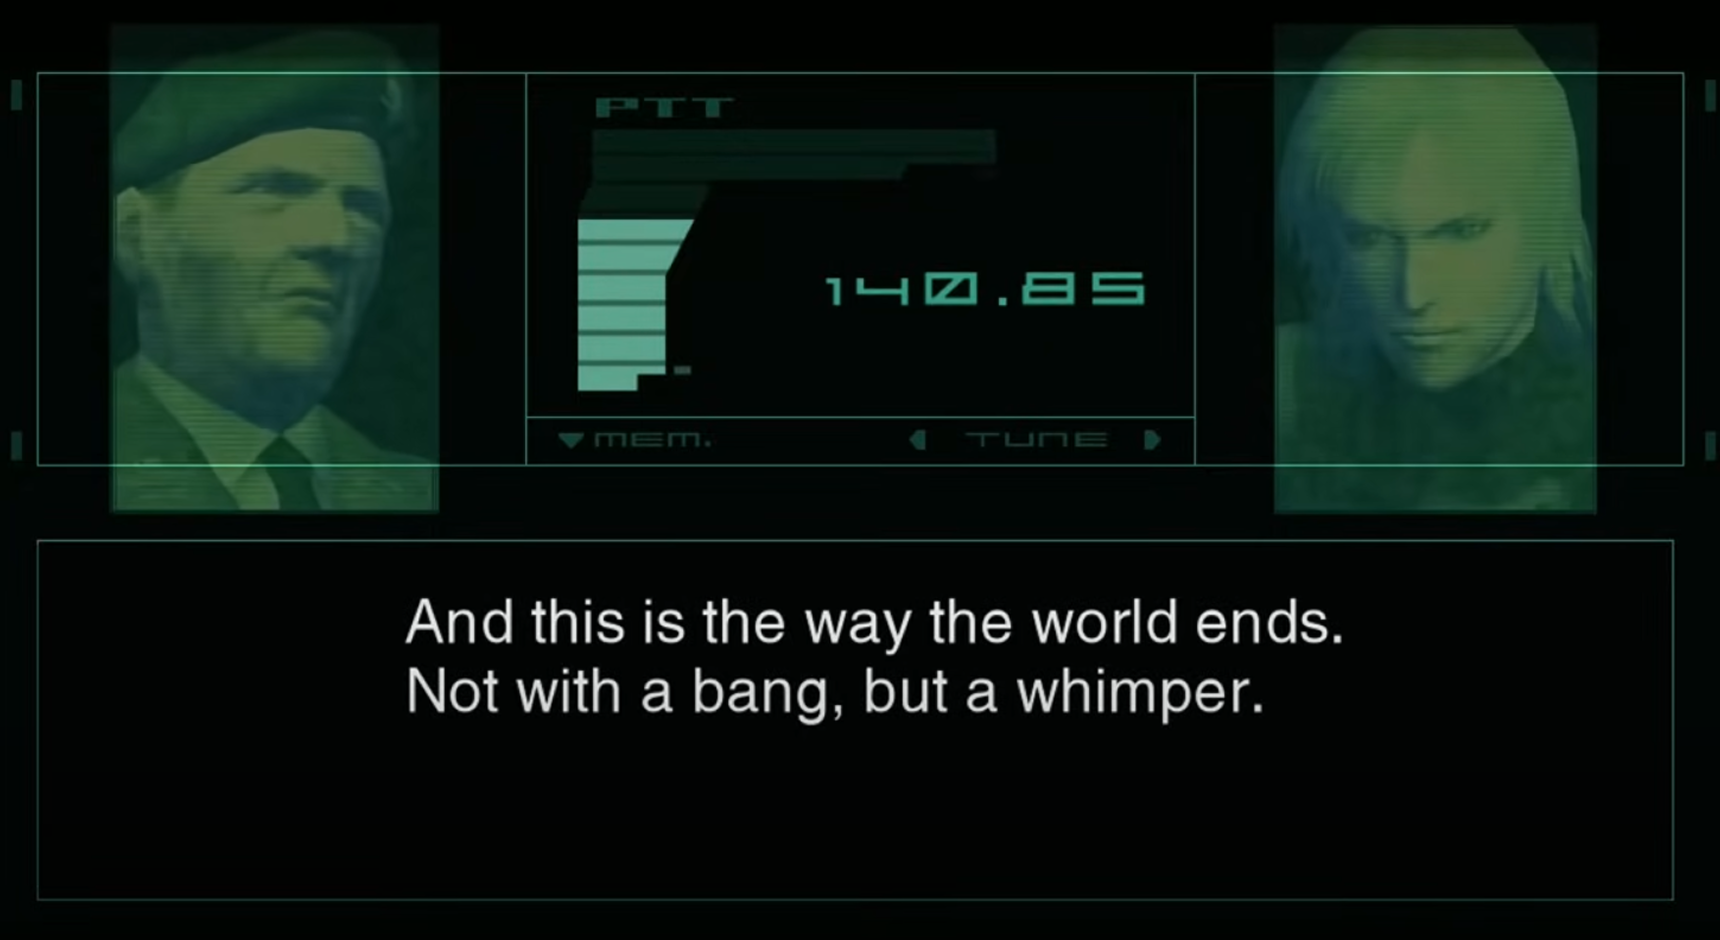 PTT
140.85
MEM.
TUNE
And this is the way the world ends.
Not with a bang, but a whimper.